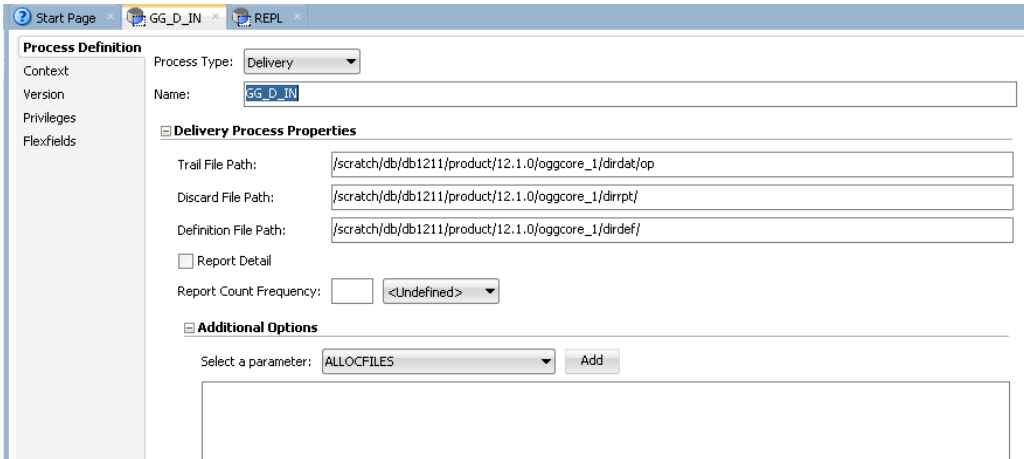 Start Page GG_D_IN REPL
Process Definition
Context
Version
Privileges
Flexfields
Process Type: Delivery
Name: GG_D_IN
Delivery Process Properties
Trail File Path: /scratch/db/db1211/product/12.1.0/oggcore_1/dirdat/op
Discard File Path: /scratch/db/db1211/product/12.1.0/oggcore_1/dirrpt/
Definition File Path: /scratch/db/db1211/product/12.1.0/oggcore_1/dirdef/
Report Detail
Report Count Frequency: <Undefined>
Additional Options
Select a parameter: ALLOCFILES Add